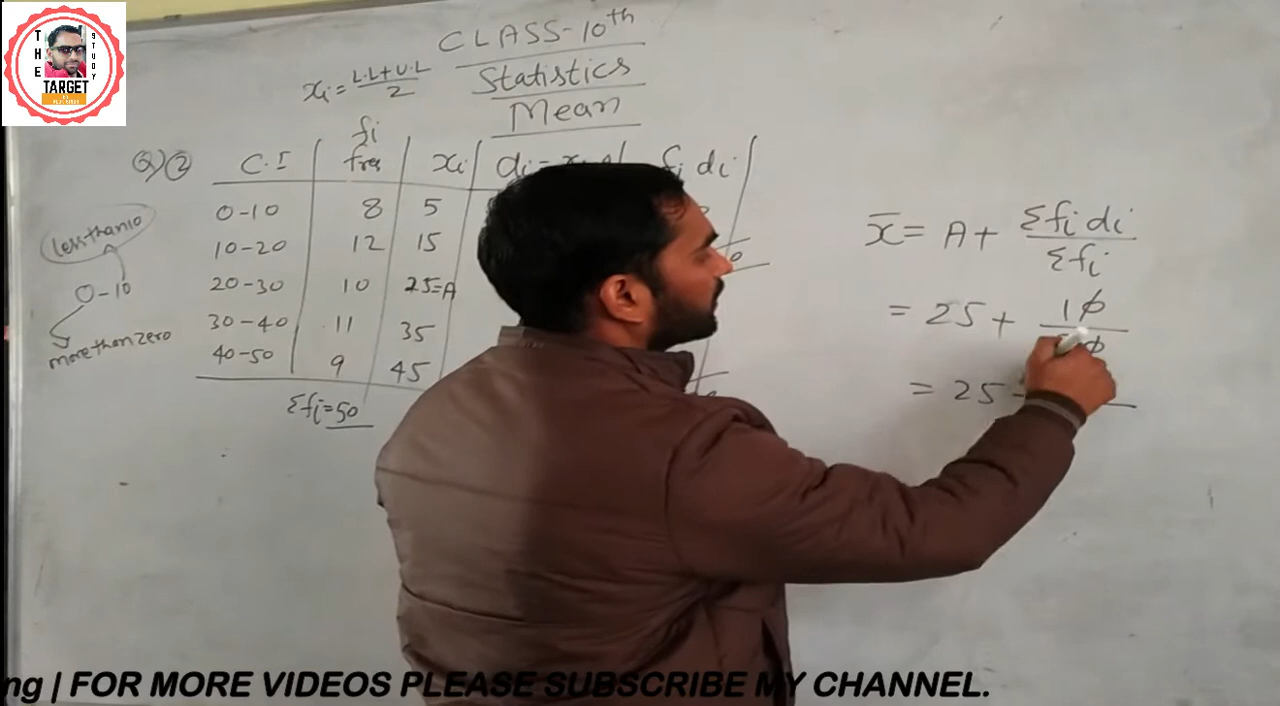 THE
TARGET
STUDY
CLASS-10th
Statistics
Mean
xi = L.L+U.L/2
Q)2 C.I fi freq xi di= fi di
0-10 8 5
10-20 12 15
20-30 10 25=A
30-40 11 35
40-50 9 45
Σfi=50
less than 10
0-10
more than zero
x̄ = A + Σfi di/Σfi
= 25 + 10
= 25
ng | FOR MORE VIDEOS PLEASE SUBSCRIBE MY CHANNEL.